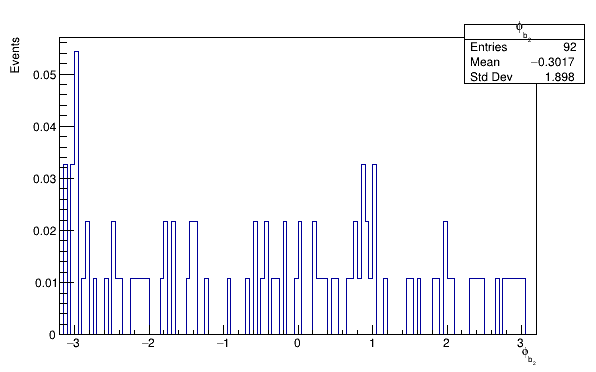 ϕ_b₂
Entries 92
Mean −0.3017
Std Dev 1.898
Events
0.05
0.04
0.03
0.02
0.01
0
−3 −2 −1 0 1 2 3
ϕ_b₂